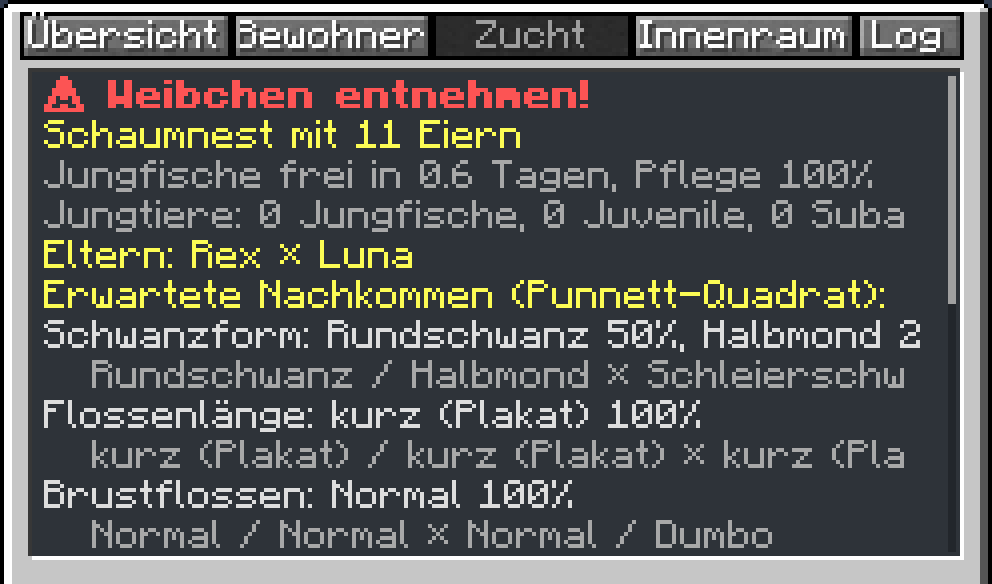 Übersicht Bewohner Zucht Innenraum Log
⚠ Weibchen entnehmen!
Schaumnest mit 11 Eiern
Jungfische frei in 0.6 Tagen, Pflege 100%
Jungtiere: 0 Jungfische, 0 Juvenile, 0 Suba
Eltern: Rex × Luna
Erwartete Nachkommen (Punnett-Quadrat):
Schwanzform: Rundschwanz 50%, Halbmond 2
Rundschwanz / Halbmond × Schleierschw
Flossenlänge: kurz (Plakat) 100%
kurz (Plakat) / kurz (Plakat) × kurz (Pla
Brustflossen: Normal 100%
Normal / Normal × Normal / Dumbo